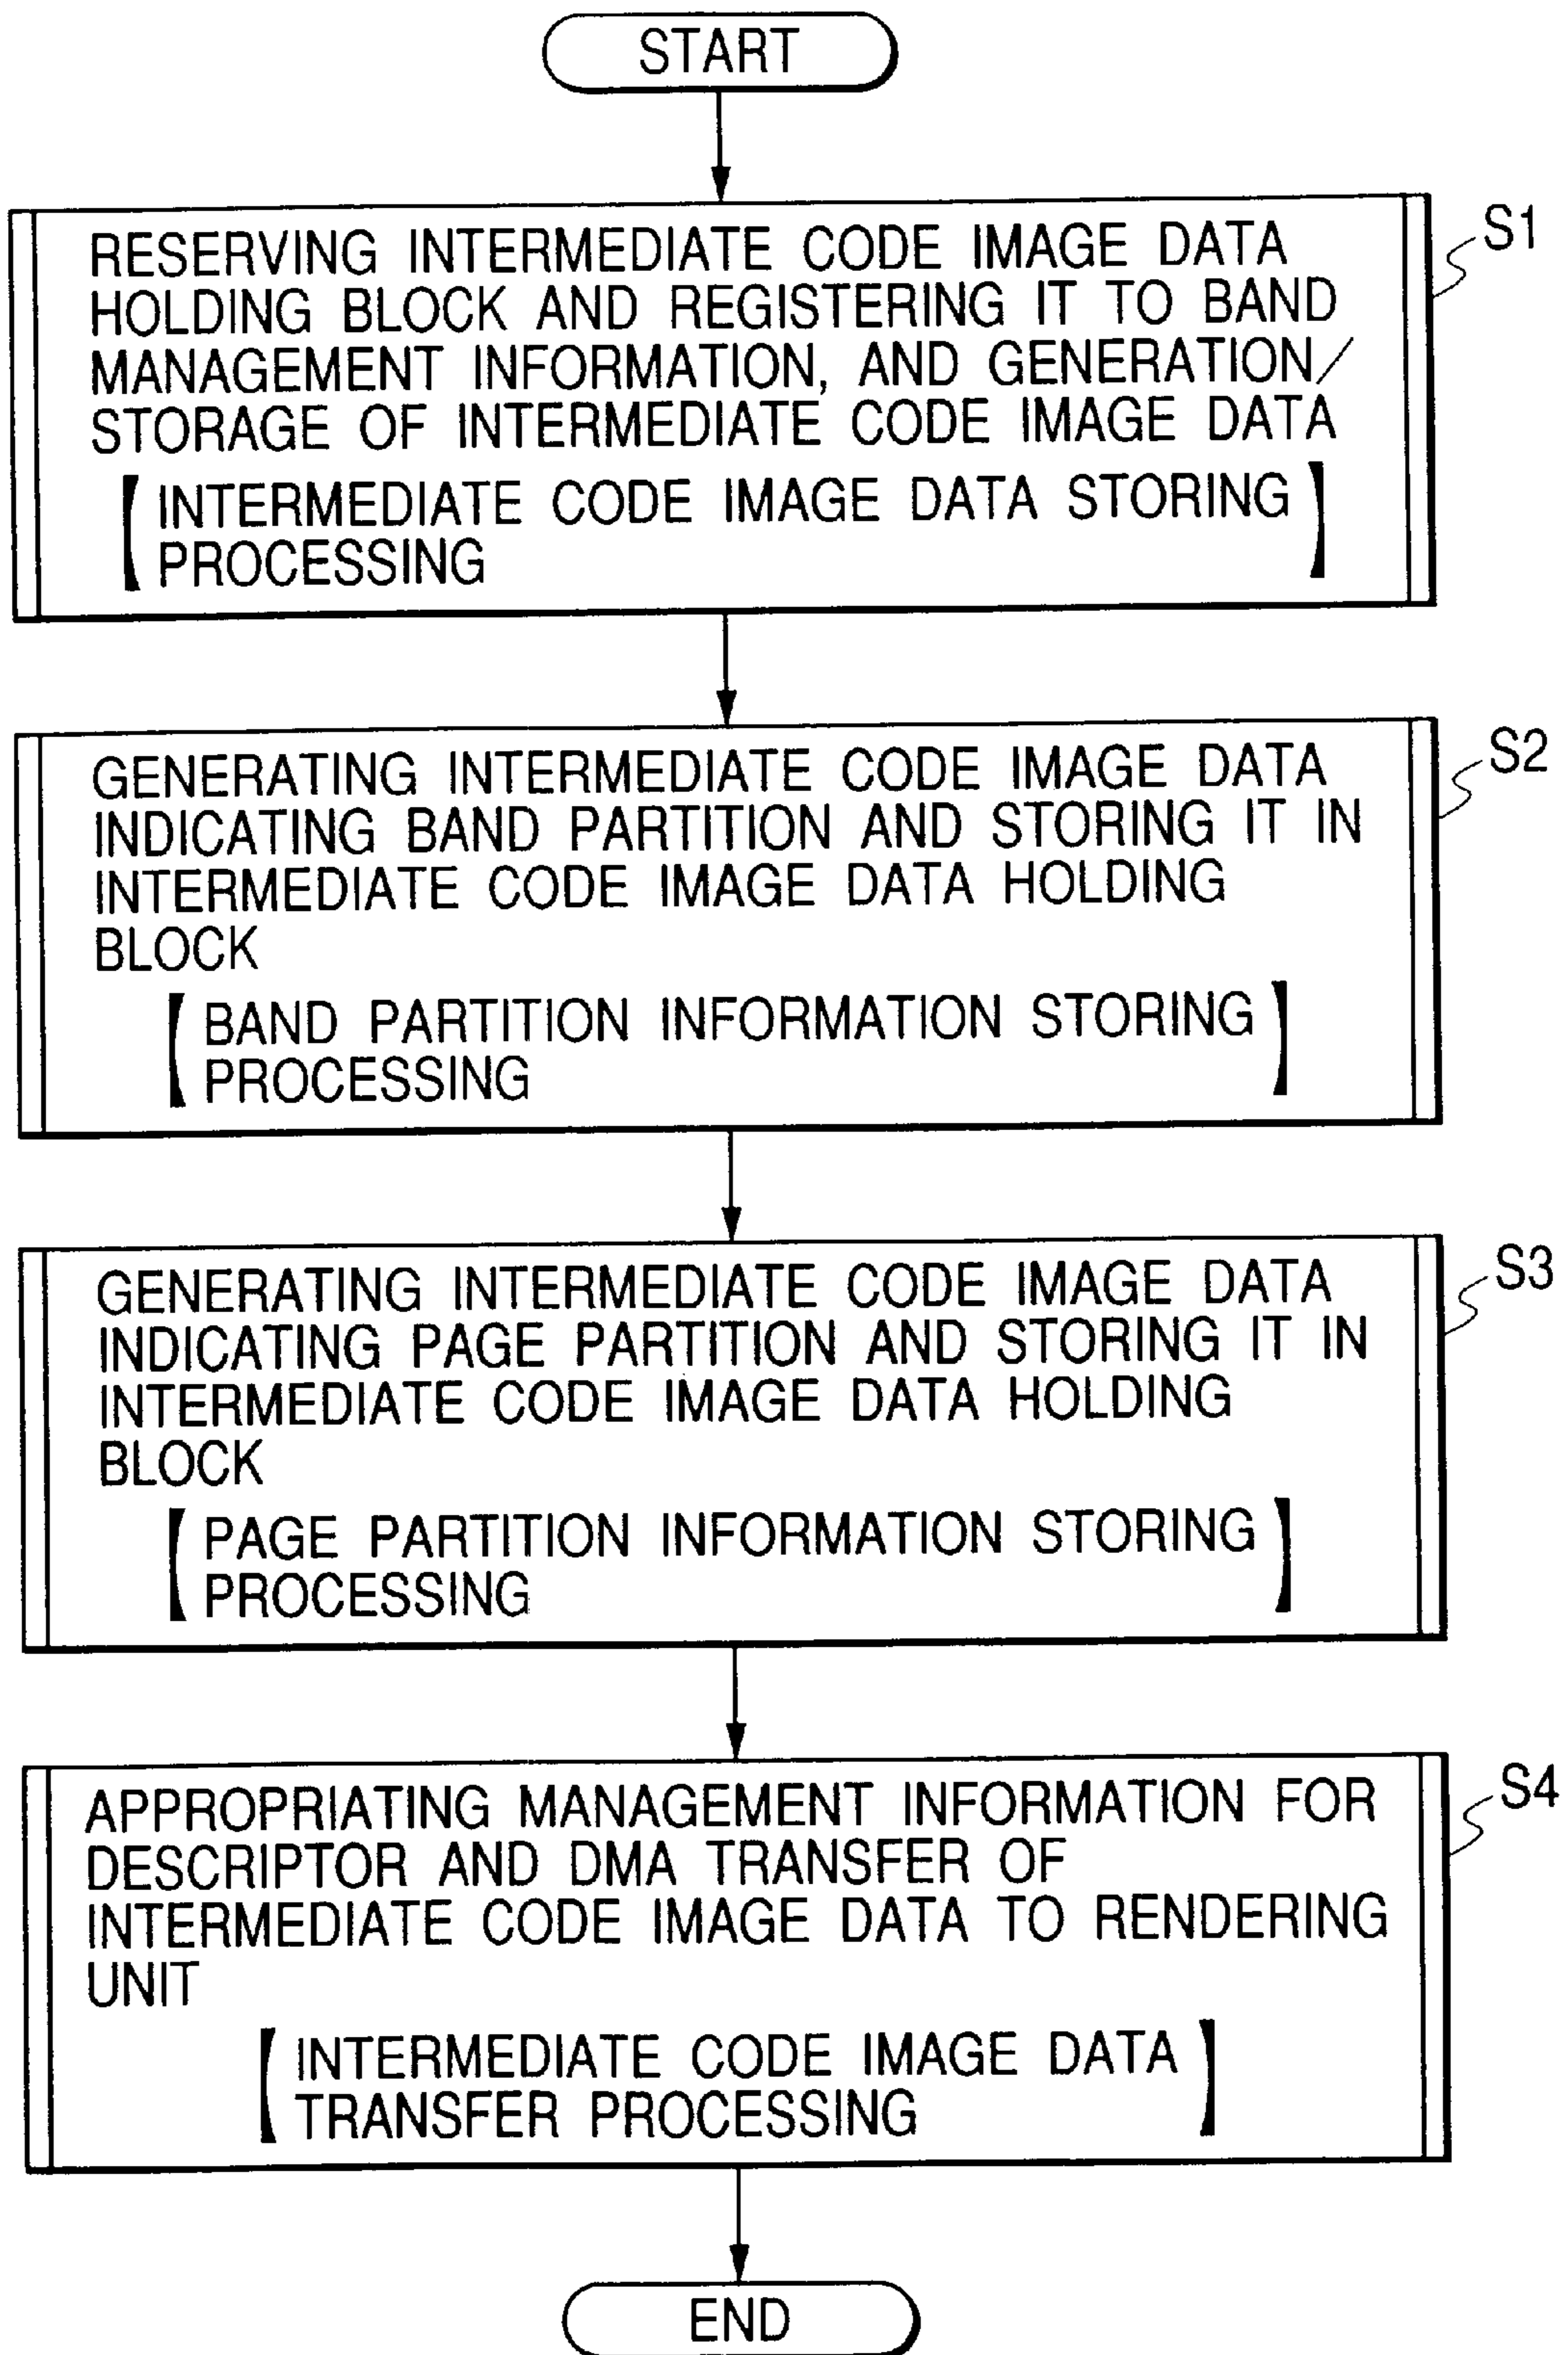 START
S1
RESERVING INTERMEDIATE CODE IMAGE DATA
HOLDING BLOCK AND REGISTERING IT TO BAND
MANAGEMENT INFORMATION, AND GENERATION/
STORAGE OF INTERMEDIATE CODE IMAGE DATA
【INTERMEDIATE CODE IMAGE DATA STORING
PROCESSING】
S2
GENERATING INTERMEDIATE CODE IMAGE DATA
INDICATING BAND PARTITION AND STORING IT IN
INTERMEDIATE CODE IMAGE DATA HOLDING
BLOCK
【BAND PARTITION INFORMATION STORING
PROCESSING】
S3
GENERATING INTERMEDIATE CODE IMAGE DATA
INDICATING PAGE PARTITION AND STORING IT IN
INTERMEDIATE CODE IMAGE DATA HOLDING
BLOCK
【PAGE PARTITION INFORMATION STORING
PROCESSING】
S4
APPROPRIATING MANAGEMENT INFORMATION FOR
DESCRIPTOR AND DMA TRANSFER OF
INTERMEDIATE CODE IMAGE DATA TO RENDERING
UNIT
【INTERMEDIATE CODE IMAGE DATA
TRANSFER PROCESSING】
END